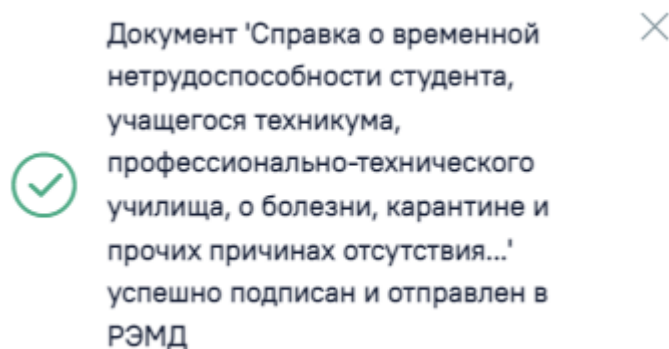 Документ 'Справка о временной
нетрудоспособности студента,
учащегося техникума,
профессионально-технического
училища, о болезни, карантине и
прочих причинах отсутствия...'
успешно подписан и отправлен в
РЭМД